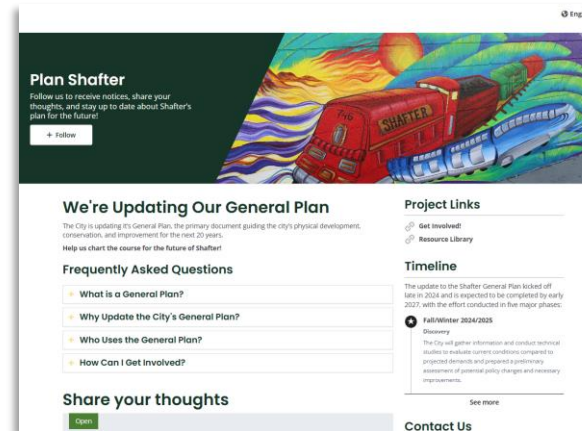 Eng
Plan Shafter
Follow us to receive notices, share your
thoughts, and stay up to date about Shafter's
plan for the future!
+ Follow
SHAFTER
We're Updating Our General Plan
The City is updating it's General Plan, the primary document guiding the city's physical development,
conservation, and improvement for the next 20 years.
Help us chart the course for the future of Shafter!
Frequently Asked Questions
+ What is a General Plan?
+ Why Update the City's General Plan?
+ Who Uses the General Plan?
+ How Can I Get Involved?
Share your thoughts
Open
Project Links
Get Involved!
Resource Library
Timeline
The update to the Shafter General Plan kicked off
late in 2024 and is expected to be completed by early
2027, with the effort conducted in five major phases:
Fall/Winter 2024/2025
Discovery
The City will gather information and conduct technical
studies to evaluate current conditions compared to
projected demands and prepared a preliminary
assessment of potential policy changes and necessary
improvements.
See more
Contact Us